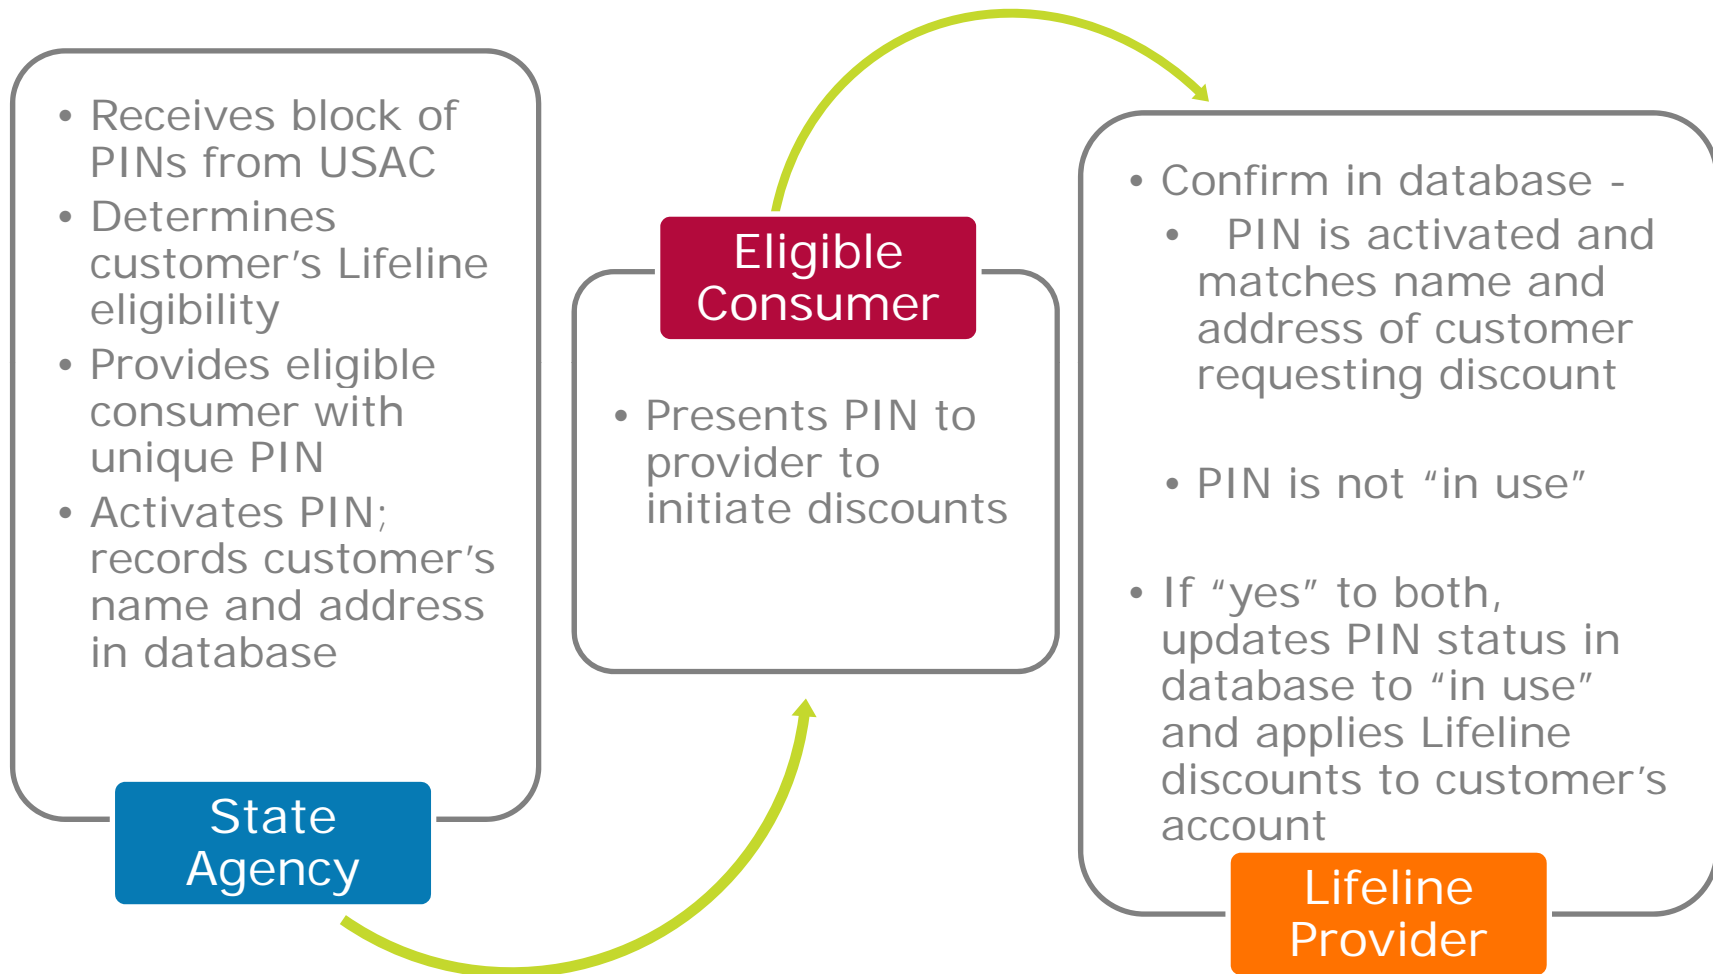 • Receives block of
PINs from USAC
• Determines
customer’s Lifeline
eligibility
• Provides eligible
consumer with
unique PIN
• Activates PIN;
records customer’s
name and address
in database
State
Agency
Eligible
Consumer
• Presents PIN to
provider to
initiate discounts
• Confirm in database -
• PIN is activated and
matches name and
address of customer
requesting discount
• PIN is not “in use”
• If “yes” to both,
updates PIN status in
database to “in use”
and applies Lifeline
discounts to customer’s
account
Lifeline
Provider